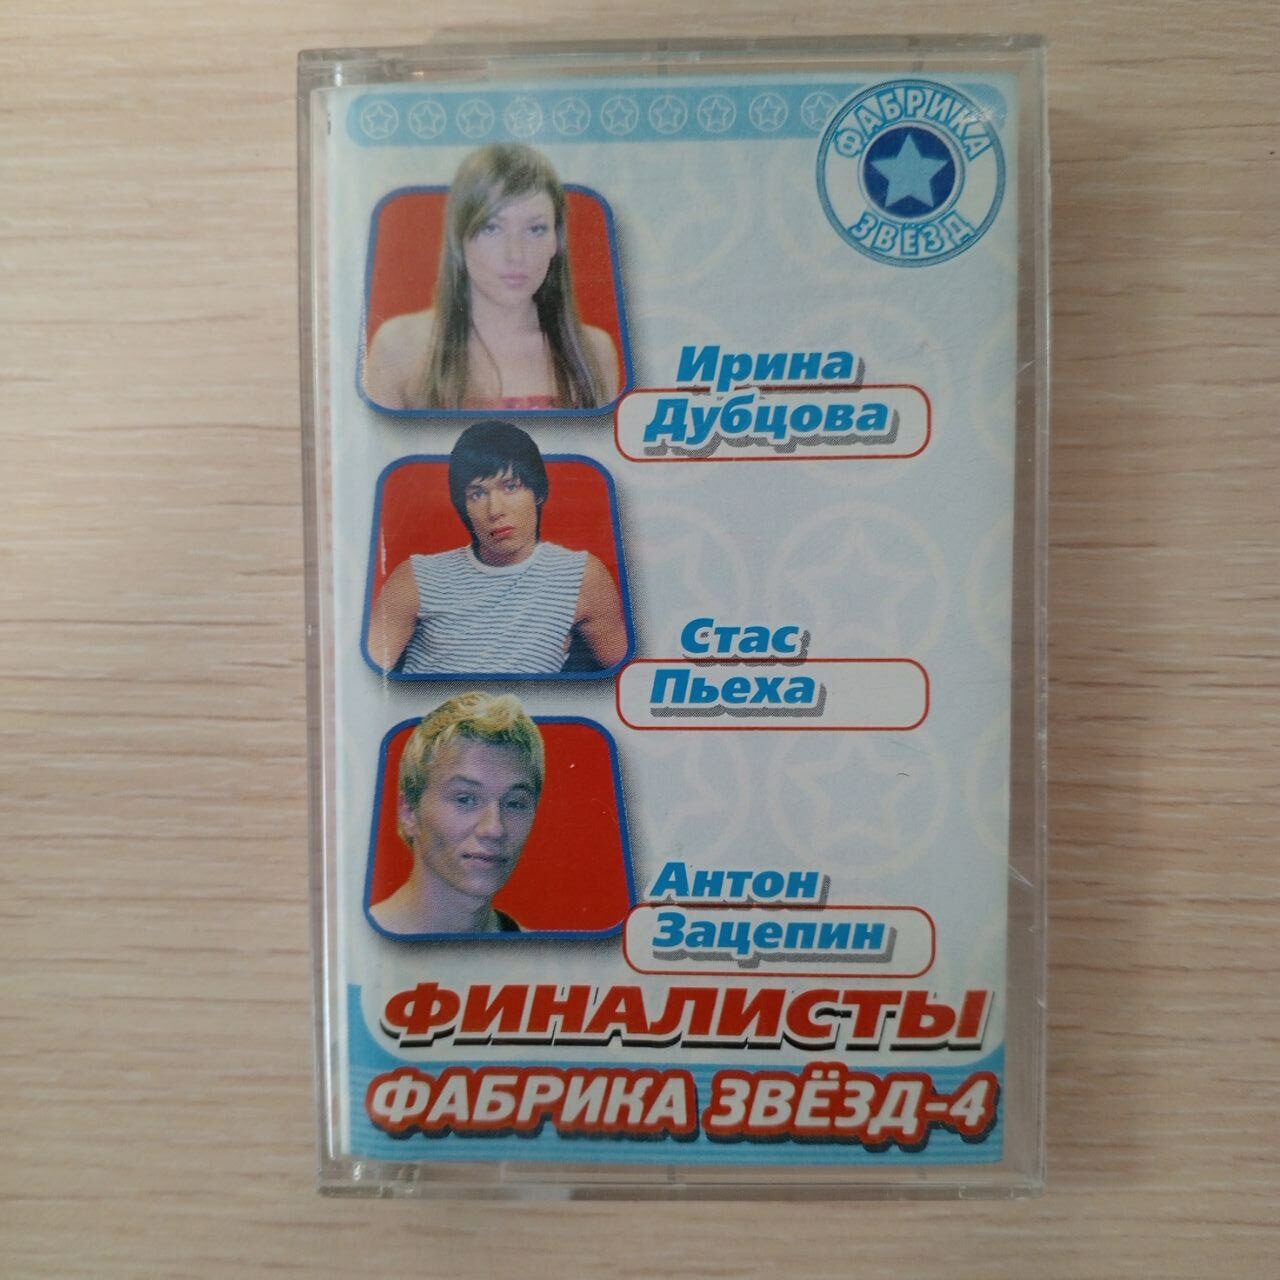 ФАБРИКА
ЗВЁЗД
Ирина
Дубцова
Стас
Пьеха
Антон
Зацепин
ФИНАЛИСТЫ
ФАБРИКА ЗВЁЗД-4